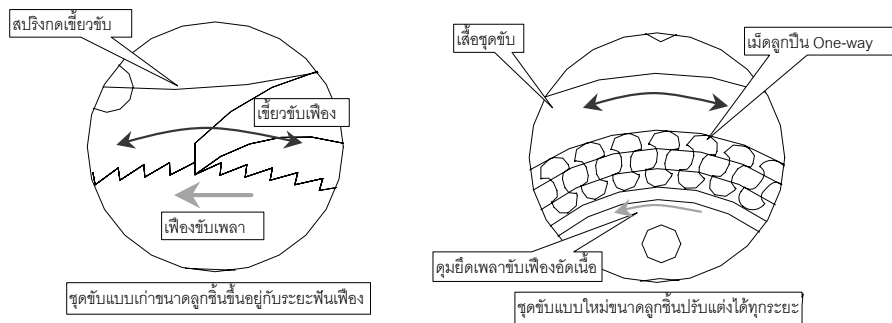 สปริงกดเขี้ยวขับ
เขี้ยวขับเฟือง
เฟืองขับเพลา
ชุดขับแบบเก่าขนาดลูกชิ้นขึ้นอยู่กับระยะฟันเฟือง
เสื้อชุดขับ
เม็ดลูกปืน One-way
ดุมยึดเพลาขับเฟืองอัดเนื้อ
ชุดขับแบบใหม่ขนาดลูกชิ้นปรับแต่งได้ทุกระยะ